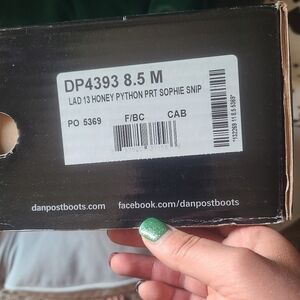 DP4393 8.5 M
LAD 13 HONEY PYTHON PRT SOPHIE SNIP
PO 5369
F/BC
CAB
danpostboots.com
facebook.com/danpostboots